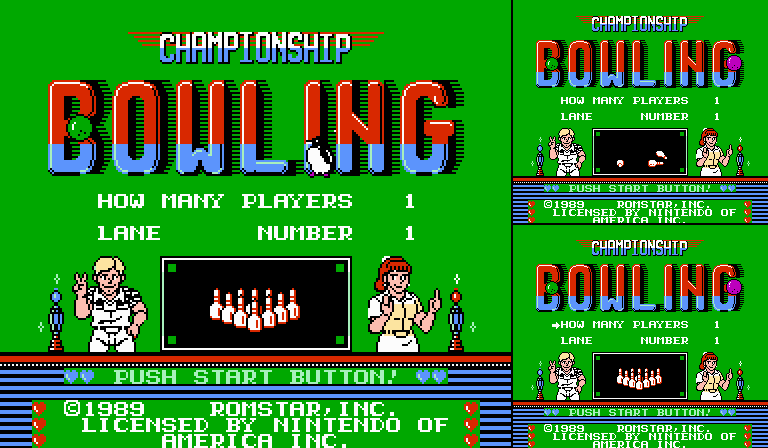 CHAMPIONSHIP
BOWLING
HOW MANY PLAYERS 1
LANE NUMBER 1
PUSH START BUTTON!
©1989 ROMSTAR,INC.
LICENSED BY NINTENDO OF
AMERICA INC.
CHAMPIONSHIP
BOWLING
HOW MANY PLAYERS 1
LANE NUMBER 1
PUSH START BUTTON!
©1989 ROMSTAR,INC.
LICENSED BY NINTENDO OF
AMERICA INC.
CHAMPIONSHIP
BOWLING
➔HOW MANY PLAYERS 1
LANE NUMBER 1
PUSH START BUTTON!
©1989 ROMSTAR,INC.
LICENSED BY NINTENDO OF
AMERICA INC.